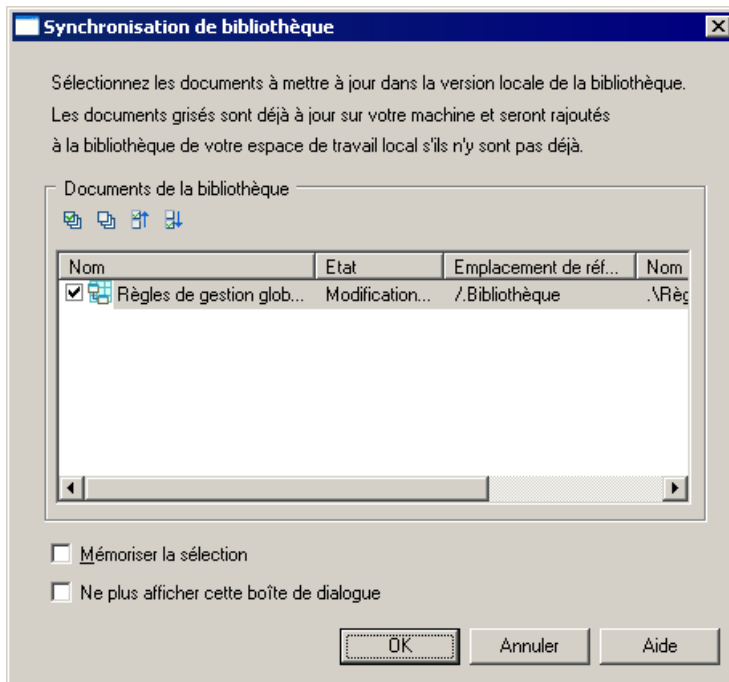 Synchronisation de bibliothèque
Sélectionnez les documents à mettre à jour dans la version locale de la bibliothèque.
Les documents grisés sont déjà à jour sur votre machine et seront rajoutés
à la bibliothèque de votre espace de travail local s'ils n'y sont pas déjà.
Documents de la bibliothèque
Nom Etat Emplacement de réf... Nom
Règles de gestion glob... Modification... /.Bibliothèque .\Règ
Mémoriser la sélection
Ne plus afficher cette boîte de dialogue
OK Annuler Aide